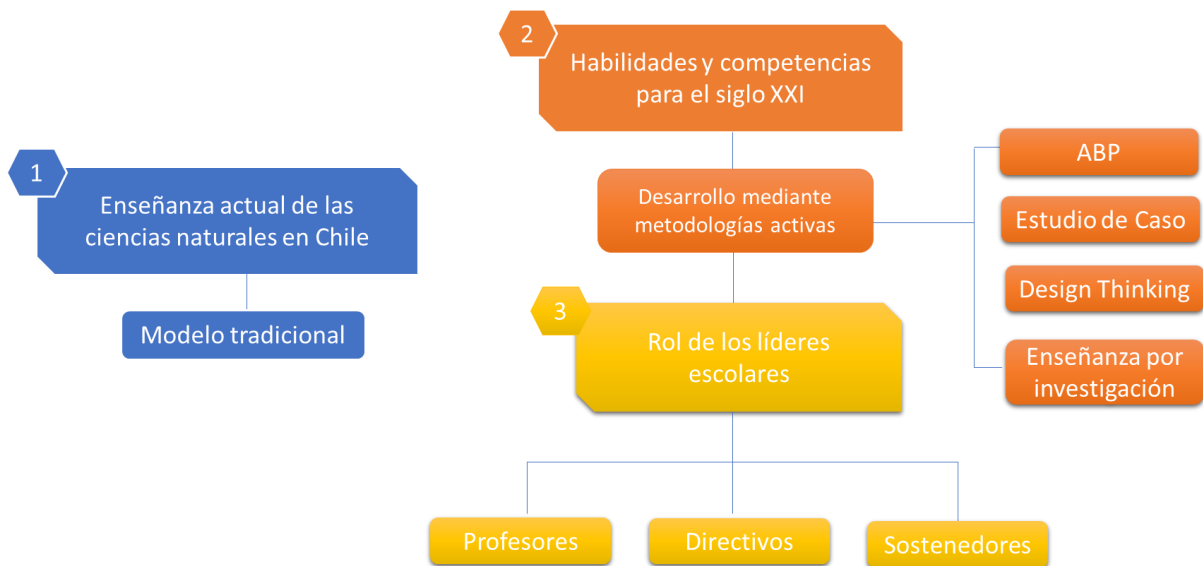 1
Enseñanza actual de las
ciencias naturales en Chile
Modelo tradicional
2
Habilidades y competencias
para el siglo XXI
Desarrollo mediante
metodologías activas
ABP
Estudio de Caso
Design Thinking
Enseñanza por
investigación
3
Rol de los líderes
escolares
Profesores
Directivos
Sostenedores